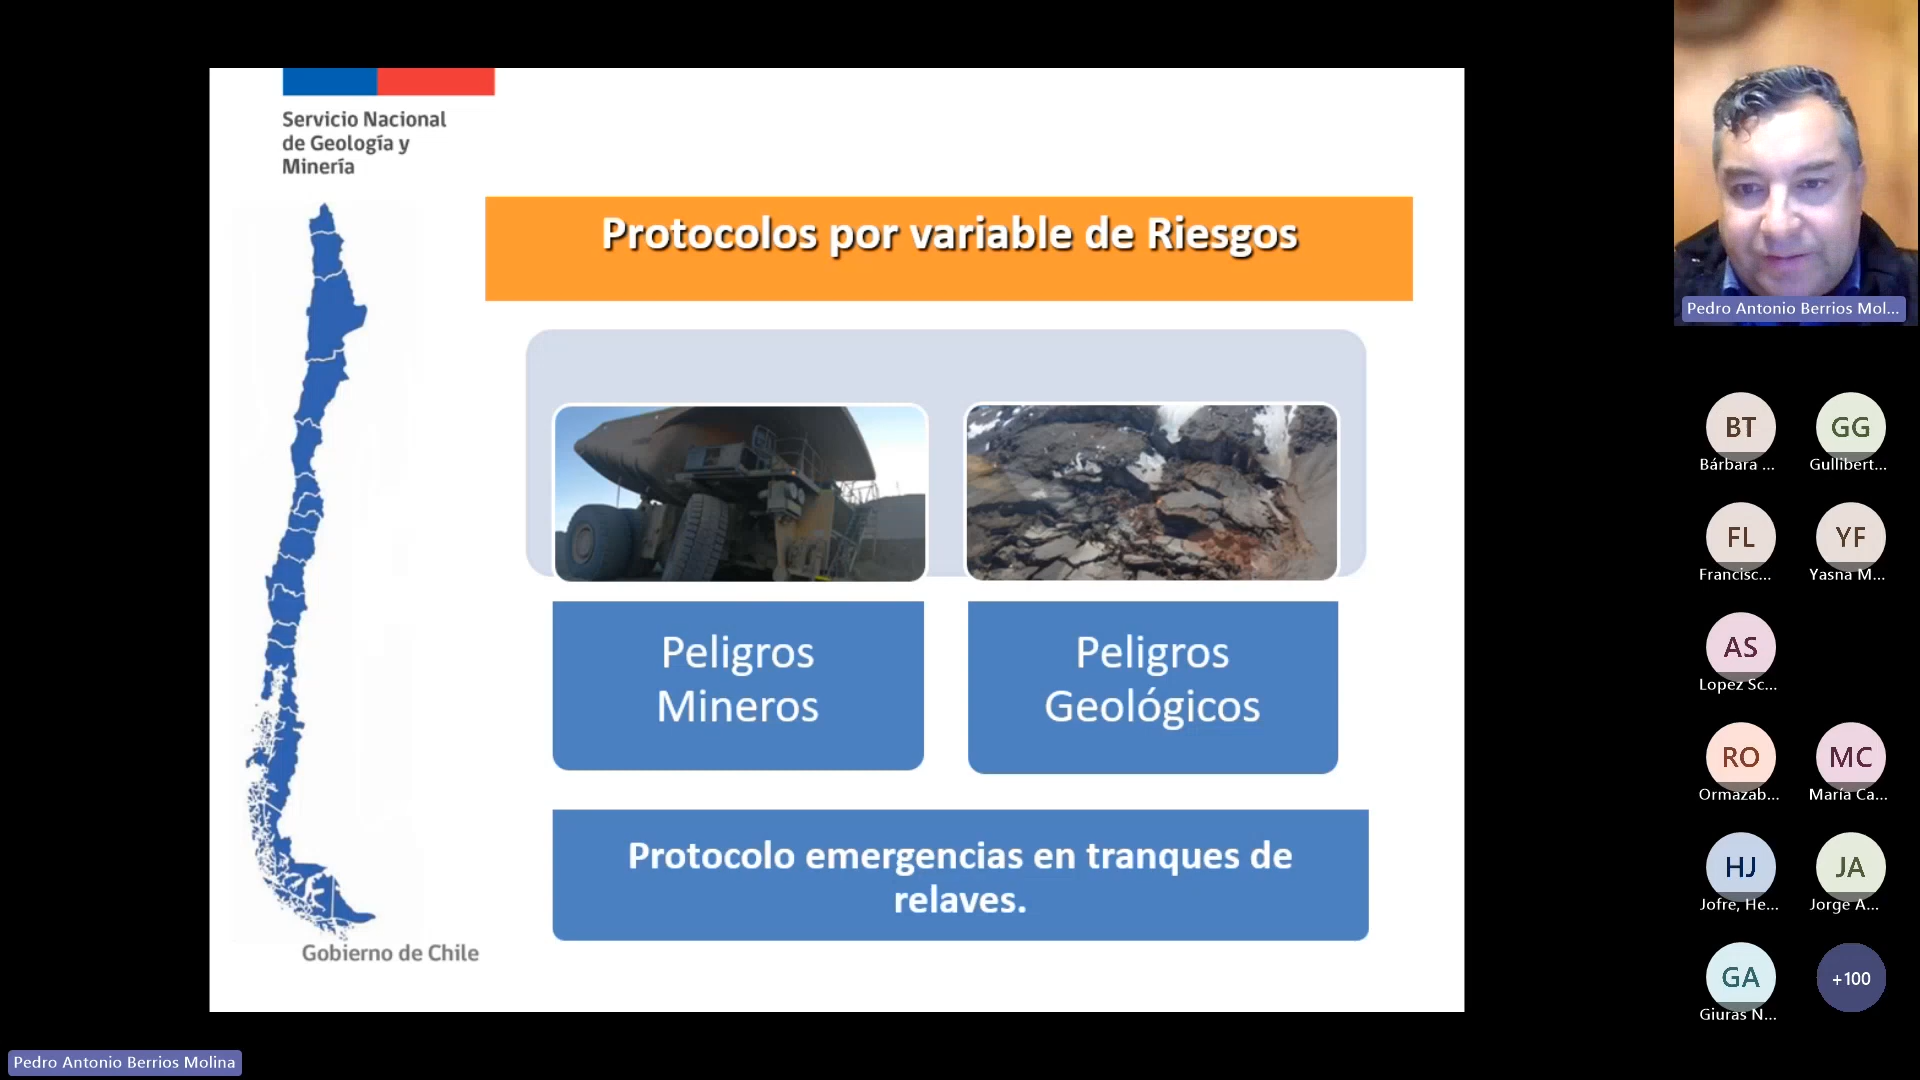 Servicio Nacional
de Geología y
Minería
Protocolos por variable de Riesgos
Peligros
Mineros
Peligros
Geológicos
Protocolo emergencias en tranques de
relaves.
Gobierno de Chile
Pedro Antonio Berrios Mol...
BT
Bárbara ...
GG
Gullibert...
FL
Francisc...
YF
Yasna M...
AS
Lopez Sc...
RO
Ormazab...
MC
María Ca...
HJ
Jofre, He...
JA
Jorge A...
GA
Giuras N...
+100
Pedro Antonio Berrios Molina